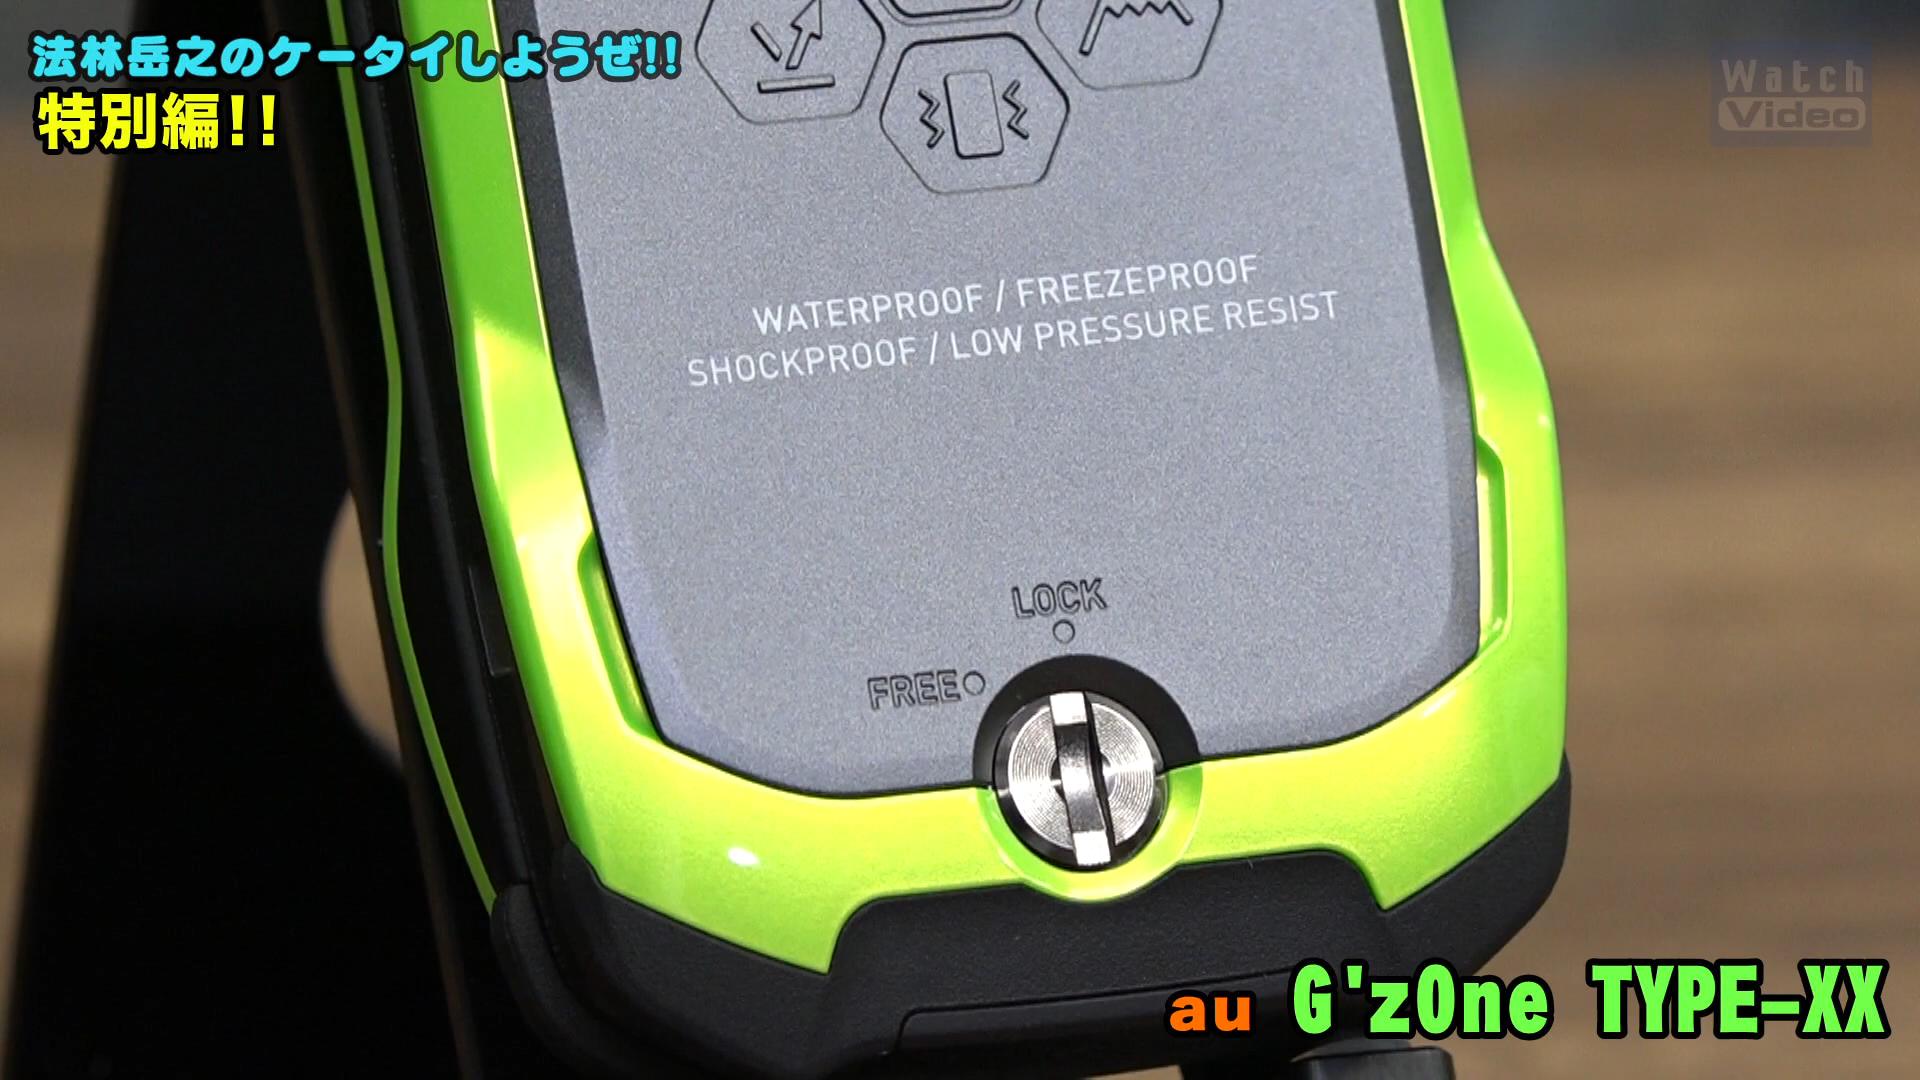 法林岳之のケータイしようぜ!!
特別編!!
Watch
Video
WATERPROOF / FREEZEPROOF
SHOCKPROOF / LOW PRESSURE RESIST
LOCK
FREE
au G'zOne TYPE-XX